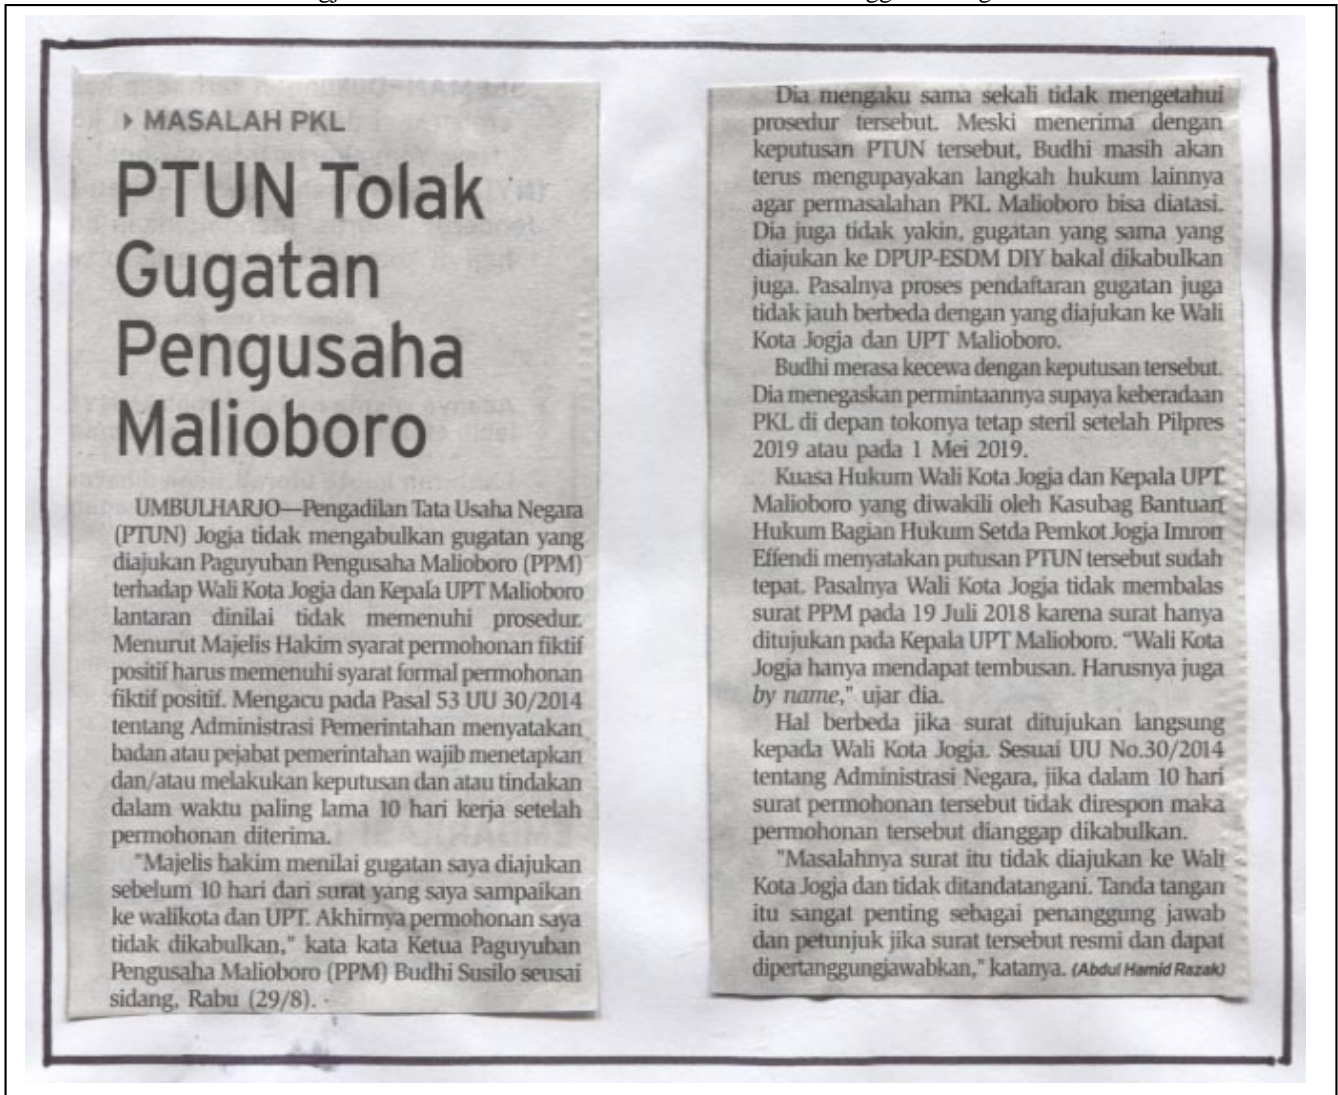 ▸ MASALAH PKL
PTUN Tolak
Gugatan
Pengusaha
Malioboro
UMBULHARJO—Pengadilan Tata Usaha Negara
(PTUN) Jogja tidak mengabulkan gugatan yang
diajukan Paguyuban Pengusaha Malioboro (PPM)
terhadap Wali Kota Jogja dan Kepala UPT Malioboro
lantaran dinilai tidak memenuhi prosedur.
Menurut Majelis Hakim syarat permohonan fiktif
positif harus memenuhi syarat formal permohonan
fiktif positif. Mengacu pada Pasal 53 UU 30/2014
tentang Administrasi Pemerintahan menyatakan
badan atau pejabat pemerintahan wajib menetapkan
dan/atau melakukan keputusan dan atau tindakan
dalam waktu paling lama 10 hari kerja setelah
permohonan diterima.
"Majelis hakim menilai gugatan saya diajukan
sebelum 10 hari dari surat yang saya sampaikan
ke walikota dan UPT. Akhirnya permohonan saya
tidak dikabulkan," kata kata Ketua Paguyuban
Pengusaha Malioboro (PPM) Budhi Susilo seusai
sidang, Rabu (29/8).
Dia mengaku sama sekali tidak mengetahui
prosedur tersebut. Meski menerima dengan
keputusan PTUN tersebut, Budhi masih akan
terus mengupayakan langkah hukum lainnya
agar permasalahan PKL Malioboro bisa diatasi.
Dia juga tidak yakin, gugatan yang sama yang
diajukan ke DPUP-ESDM DIY bakal dikabulkan
juga. Pasalnya proses pendaftaran gugatan juga
tidak jauh berbeda dengan yang diajukan ke Wali
Kota Jogja dan UPT Malioboro.
Budhi merasa kecewa dengan keputusan tersebut.
Dia menegaskan permintaannya supaya keberadaan
PKL di depan tokonya tetap steril setelah Pilpres
2019 atau pada 1 Mei 2019.
Kuasa Hukum Wali Kota Jogja dan Kepala UPT
Malioboro yang diwakili oleh Kasubag Bantuan
Hukum Bagian Hukum Setda Pemkot Jogja Imron
Effendi menyatakan putusan PTUN tersebut sudah
tepat. Pasalnya Wali Kota Jogja tidak membalas
surat PPM pada 19 Juli 2018 karena surat hanya
ditujukan pada Kepala UPT Malioboro. "Wali Kota
Jogja hanya mendapat tembusan. Harusnya juga
by name," ujar dia.
Hal berbeda jika surat ditujukan langsung
kepada Wali Kota Jogja. Sesuai UU No.30/2014
tentang Administrasi Negara, jika dalam 10 hari
surat permohonan tersebut tidak direspon maka
permohonan tersebut dianggap dikabulkan.
"Masalahnya surat itu tidak diajukan ke Wali
Kota Jogja dan tidak ditandatangani. Tanda tangan
itu sangat penting sebagai penanggung jawab
dan petunjuk jika surat tersebut resmi dan dapat
dipertanggungjawabkan," katanya. (Abdul Hamid Razak)